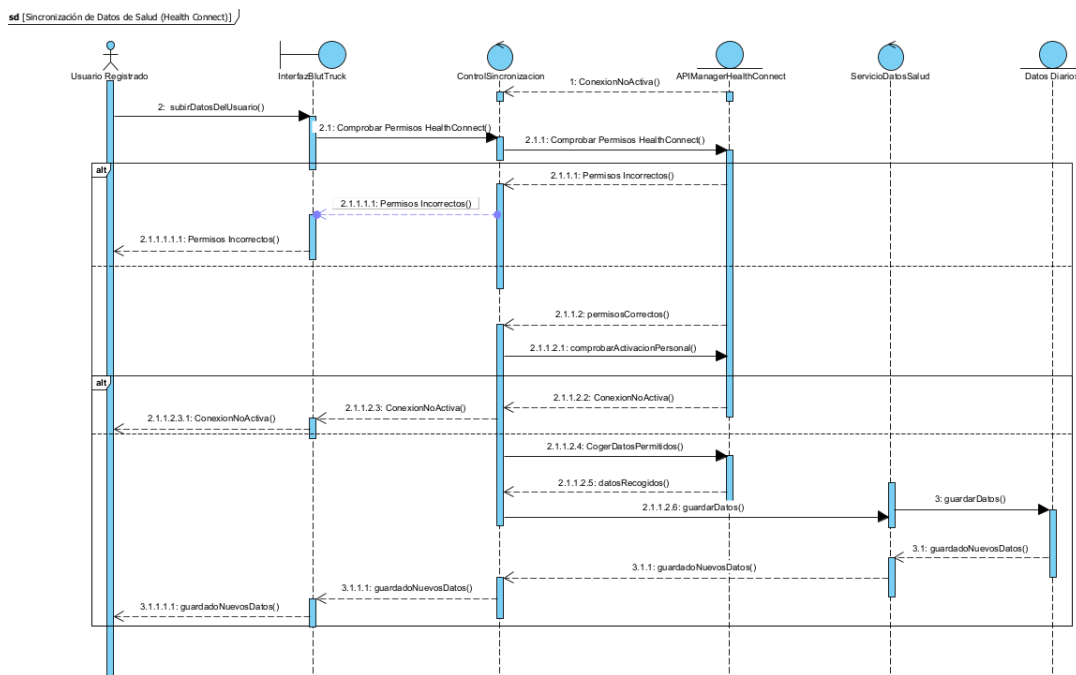 sd [Sincronización de Datos de Salud (Health Connect)]
Usuario Registrado
InterfazBlutTruck
ControlSincronizacion
APIManagerHealthConnect
ServicioDatosSalud
Datos Diarios
1: ConexionNoActiva()
2: subirDatosDelUsuario()
2.1: Comprobar Permisos HealthConnect()
2.1.1: Comprobar Permisos HealthConnect()
alt
2.1.1.1: Permisos Incorrectos()
2.1.1.1.1: Permisos Incorrectos()
2.1.1.1.1.1: Permisos Incorrectos()
2.1.1.2: permisosCorrectos()
2.1.1.2.1: comprobarActivacionPersonal()
alt
2.1.1.2.2: ConexionNoActiva()
2.1.1.2.3: ConexionNoActiva()
2.1.1.2.3.1: ConexionNoActiva()
2.1.1.2.4: CogerDatosPermitidos()
2.1.1.2.5: datosRecogidos()
2.1.1.2.6: guardarDatos()
3: guardarDatos()
3.1: guardadoNuevosDatos()
3.1.1: guardadoNuevosDatos()
3.1.1.1: guardadoNuevosDatos()
3.1.1.1.1: guardadoNuevosDatos()